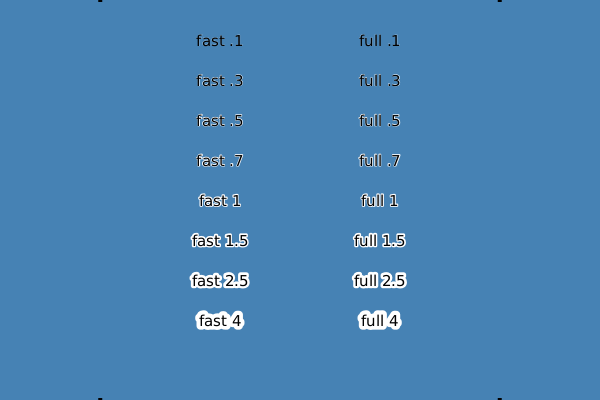 fast .1 full .1
fast .3 full .3
fast .5 full .5
fast .7 full .7
fast 1 full 1
fast 1.5 full 1.5
fast 2.5 full 2.5
fast 4 full 4